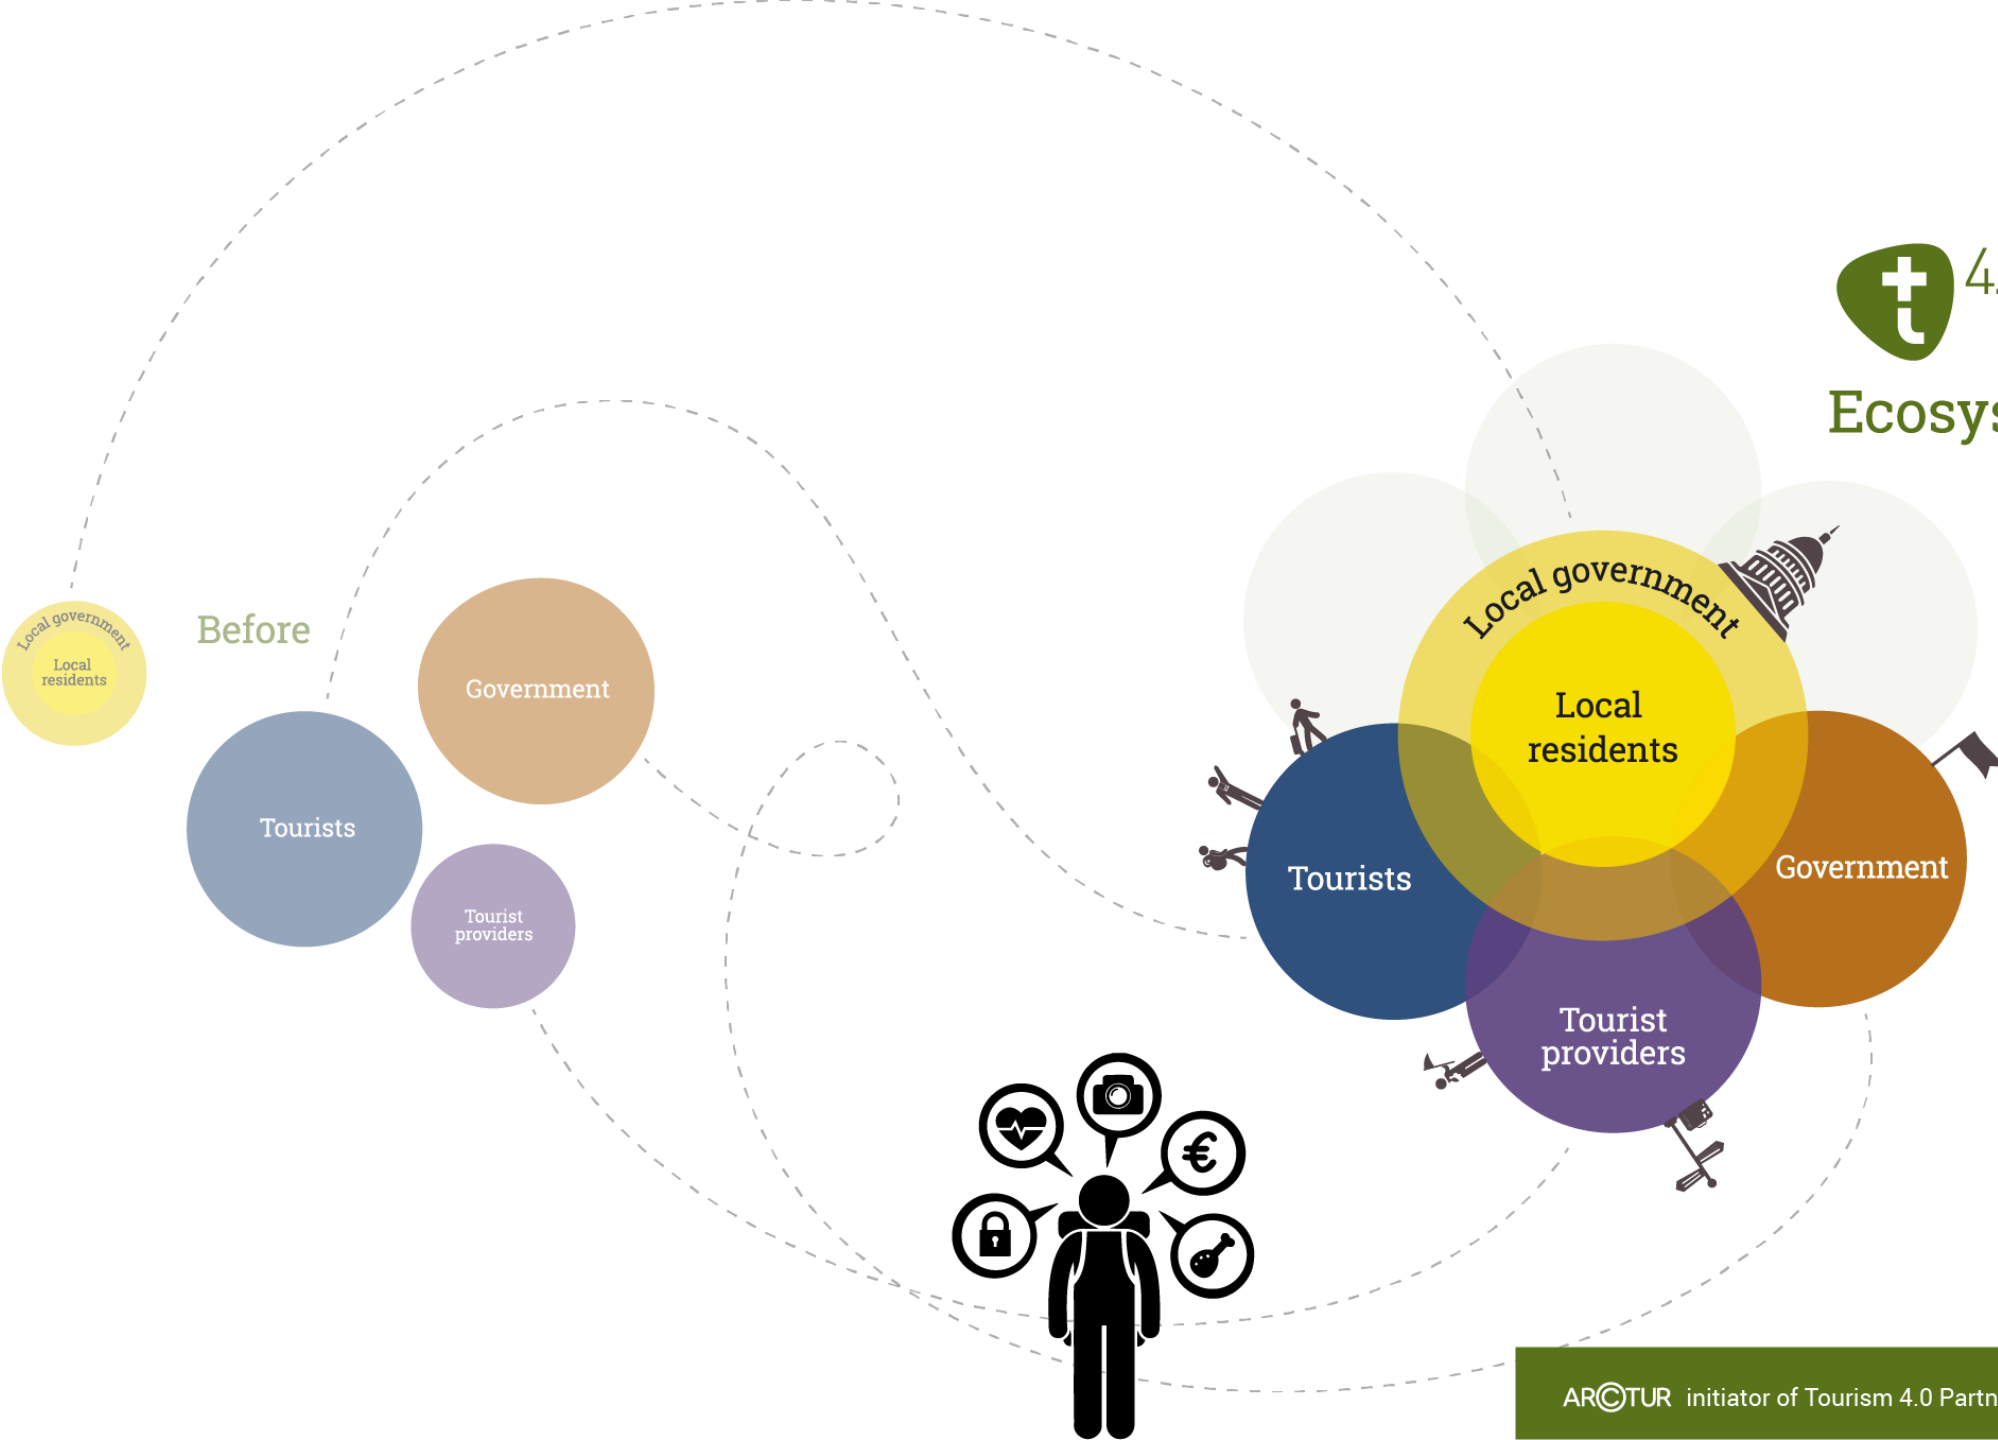 t 4.
Ecosys
Before
Local government
Local
residents
Government
Tourists
Tourist
providers
Local government
Local
residents
Tourists
Government
Tourist
providers
€
ARCTUR initiator of Tourism 4.0 Partn